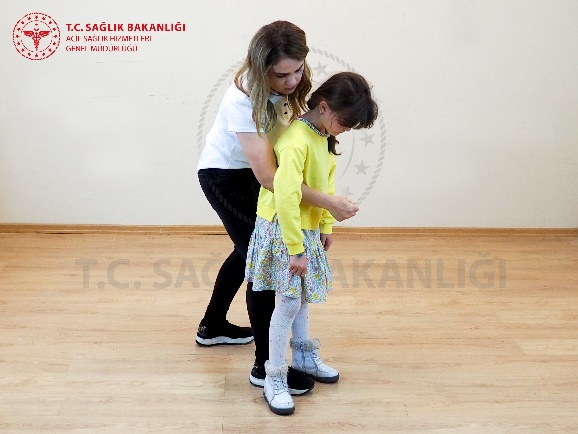 T.C. SAĞLIK BAKANLIĞI
ACİL SAĞLIK HİZMETLERİ
GENEL MÜDÜRLÜĞÜ
T.C. SAĞLIK BAKANLIĞI